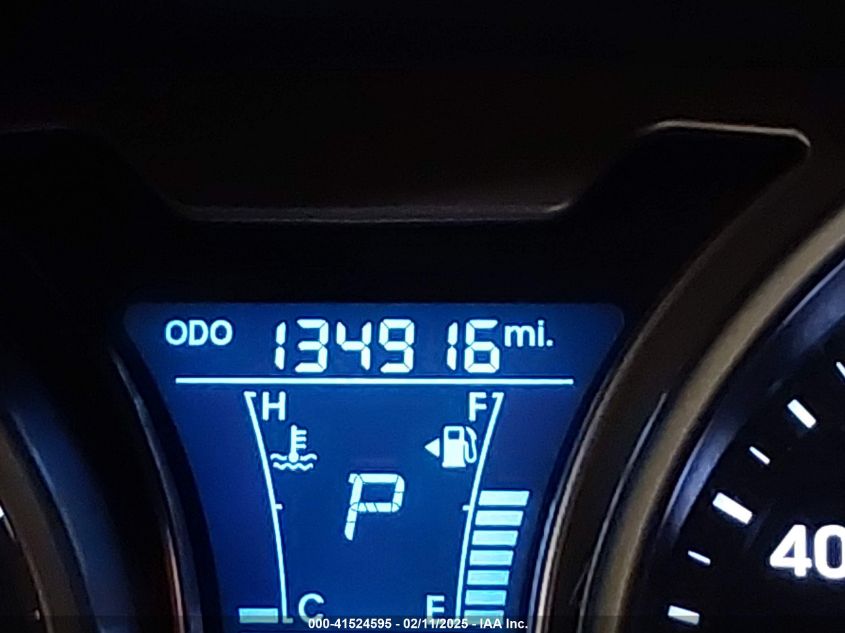 ODO 134916 mi.
H F
P
40
C E
000-41524595 - 02/11/2025 - IAA Inc.